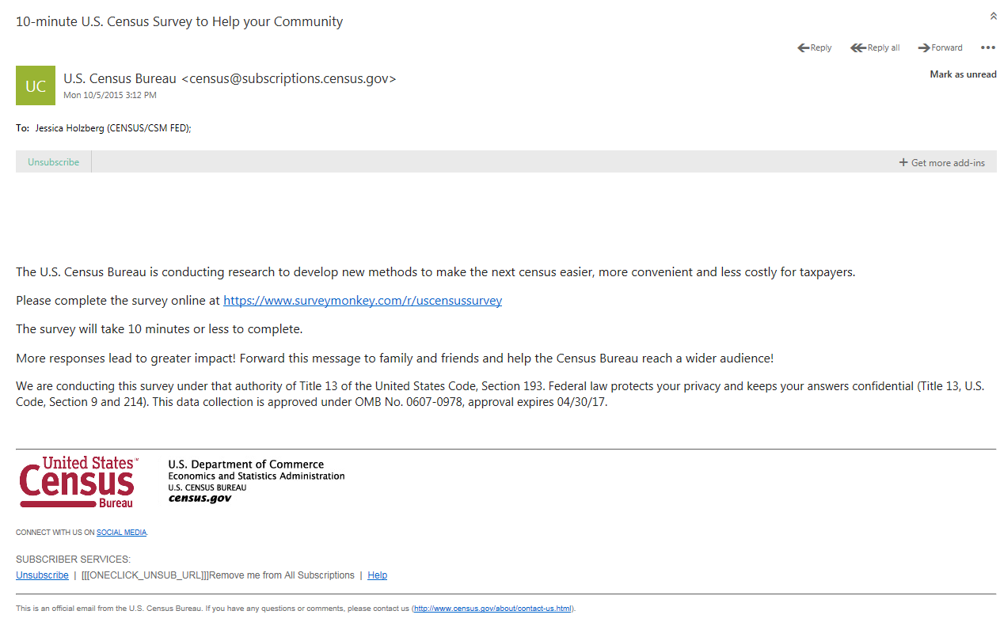 10-minute U.S. Census Survey to Help your Community
Reply Reply all Forward
UC
U.S. Census Bureau <census@subscriptions.census.gov>
Mark as unread
Mon 10/5/2015 3:12 PM
To: Jessica Holzberg (CENSUS/CSM FED);
Unsubscribe
+ Get more add-ins
The U.S. Census Bureau is conducting research to develop new methods to make the next census easier, more convenient and less costly for taxpayers.
Please complete the survey online at https://www.surveymonkey.com/r/uscensussurvey
The survey will take 10 minutes or less to complete.
More responses lead to greater impact! Forward this message to family and friends and help the Census Bureau reach a wider audience!
We are conducting this survey under that authority of Title 13 of the United States Code, Section 193. Federal law protects your privacy and keeps your answers confidential (Title 13, U.S.
Code, Section 9 and 214). This data collection is approved under OMB No. 0607-0978, approval expires 04/30/17.
United States™
Census
Bureau
U.S. Department of Commerce
Economics and Statistics Administration
U.S. CENSUS BUREAU
census.gov
CONNECT WITH US ON SOCIAL MEDIA.
SUBSCRIBER SERVICES:
Unsubscribe | [[[ONECLICK_UNSUB_URL]]]Remove me from All Subscriptions | Help
This is an official email from the U.S. Census Bureau. If you have any questions or comments, please contact us (http://www.census.gov/about/contact-us.html).